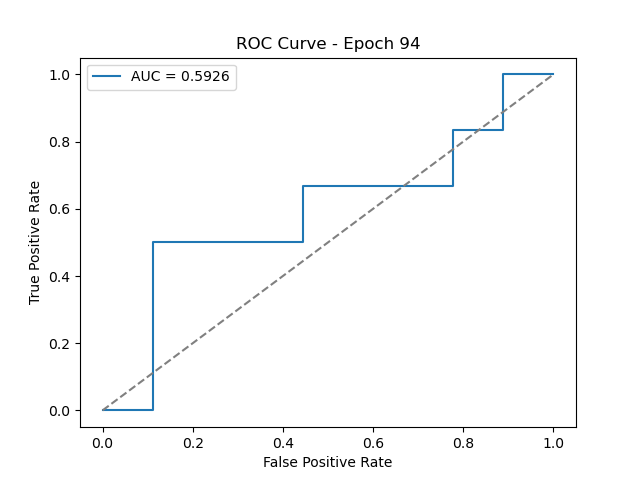 ROC Curve - Epoch 94
AUC = 0.5926
True Positive Rate
1.0
0.8
0.6
0.4
0.2
0.0
0.0 0.2 0.4 0.6 0.8 1.0
False Positive Rate